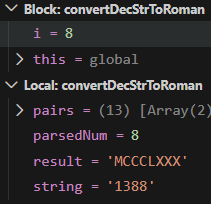 Block: convertDecStrToRoman
i = 8
this = global
Local: convertDecStrToRoman
pairs = (13) [Array(2)
parsedNum = 8
result = 'MCCCLXXX'
string = '1388'